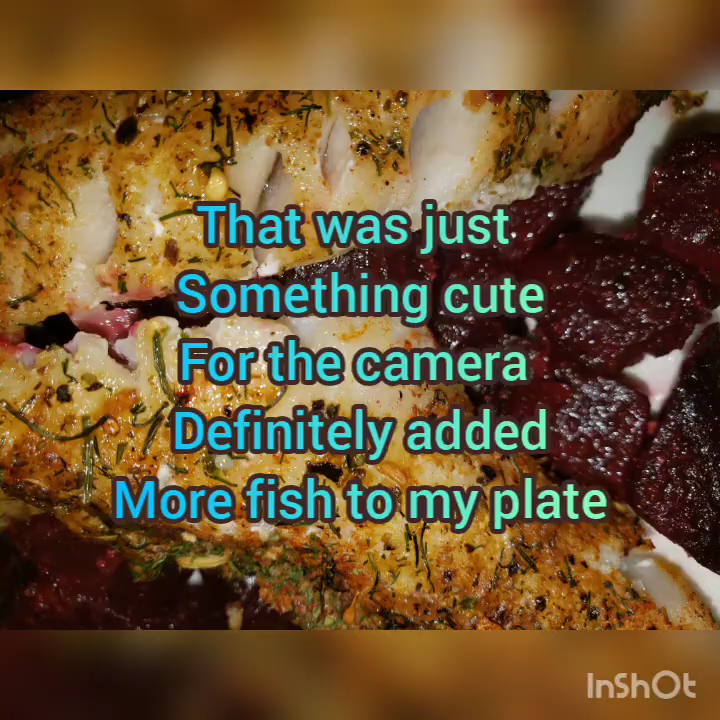 That was just
Something cute
For the camera
Definitely added
More fish to my plate
InShOt